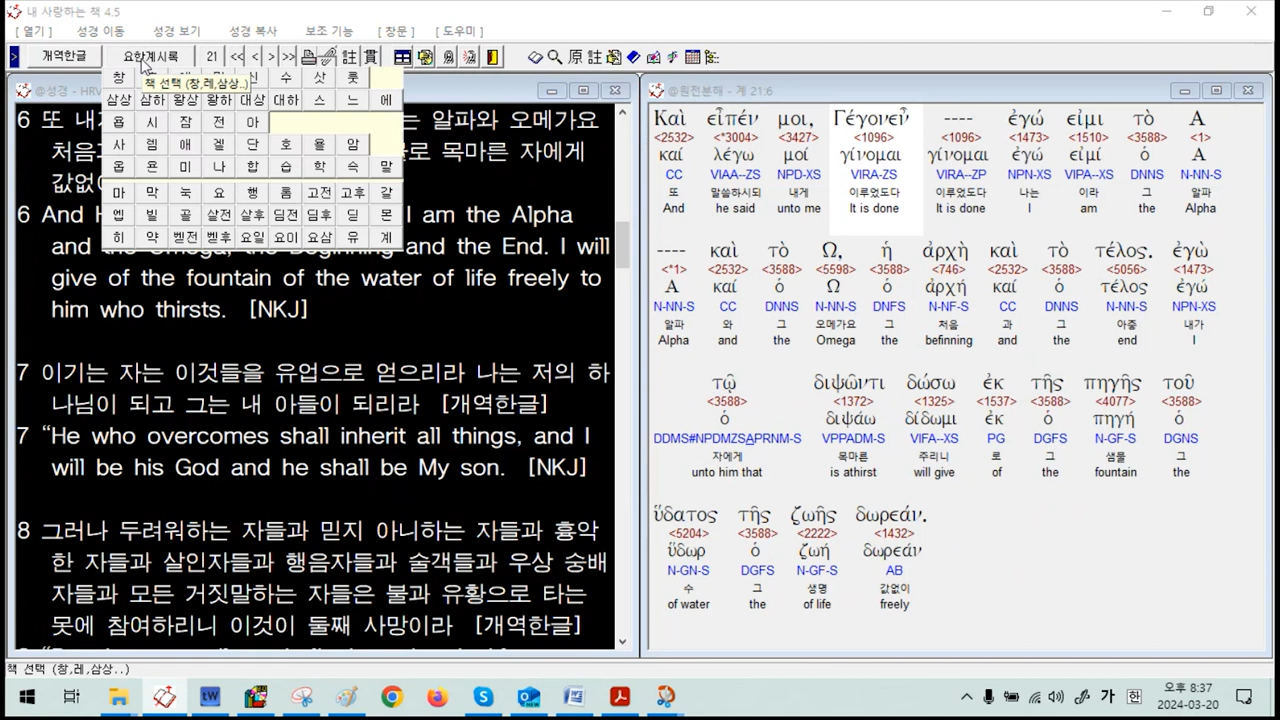 내 사랑하는 책 4.5
[ 열기 ] 성경 이동 성경 보기 성경 복사 보조 기능 [ 창문 ] [ 도우미 ]
개역한글 요한계시록 21 << < > >> 註 貫 原 註
창 신 수 삿 룻
책 선택 (창,레,삼상..)
삼상 삼하 왕상 왕하 대상 대하 스 느 에
욥 시 잠 전 아
사 렘 애 겔 단 호 욜 암
옵 욘 미 나 합 습 학 슥 말
마 막 눅 요 행 롬 고전 고후 갈
엡 빌 골 살전 살후 딤전 딤후 딛 몬
히 약 벧전 벧후 요일 요이 요삼 유 계
@성경 - HRV
6 또 내게 는 알파와 오메가요
처음과 로 목마른 자에게
값없이
6 And H I am the Alpha
and the Omega, the Beginning and the End. I will
give of the fountain of the water of life freely to
him who thirsts. [NKJ]
7 이기는 자는 이것들을 유업으로 얻으리라 나는 저의 하
나님이 되고 그는 내 아들이 되리라 [개역한글]
7 “He who overcomes shall inherit all things, and I
will be his God and he shall be My son. [NKJ]
8 그러나 두려워하는 자들과 믿지 아니하는 자들과 흉악
한 자들과 살인자들과 행음자들과 술객들과 우상 숭배
자들과 모든 거짓말하는 자들은 불과 유황으로 타는
못에 참여하리니 이것이 둘째 사망이라 [개역한글]
@원전분해 - 계 21:6
Καὶ εἶπέν μοι, Γέγονεν ---- ἐγώ εἰμι τὸ Α
<2532> <*3004> <3427> <1096> <1096> <1473> <1510> <3588> <1>
καί λέγω μοί γίνομαι γίνομαι ἐγώ εἰμί ὁ Α
CC VIAA--ZS NPD-XS VIRA-ZS VIRA--ZP NPN-XS VIPA--XS DNNS N-NN-S
또 말씀하시되 내게 이루었도다 이루었도다 나는 이라 그 알파
And he said unto me It is done It is done I am the Alpha
---- καὶ τὸ Ω, ἡ ἀρχὴ καὶ τὸ τέλος. ἐγὼ
<*1> <2532> <3588> <5598> <3588> <746> <2532> <3588> <5056> <1473>
Α καί ὁ Ω ὁ ἀρχή καί ὁ τέλος ἐγώ
N-NN-S CC DNNS N-NN-S DNFS N-NF-S CC DNNS N-NN-S NPN-XS
알파 와 그 오메가요 그 처음 과 그 아중 내가
Alpha and the Omega the befinning and the end I
τῷ διψῶντι δώσω ἐκ τῆς πηγῆς τοῦ
<3588> <1372> <1325> <1537> <3588> <4077> <3588>
ὁ διψάω δίδωμι ἐκ ὁ πηγή ὁ
DDMS#NPDMZSAPRNM-S VPPADM-S VIFA--XS PG DGFS N-GF-S DGNS
자에게 목마른 주리니 로 그 샘물 그
unto him that is athirst will give of the fountain the
ὕδατος τῆς ζωῆς δωρεάν.
<5204> <3588> <2222> <1432>
ὕδωρ ὁ ζωή δωρεάν
N-GN-S DGFS N-GF-S AB
수 그 생명 값없이
of water the of life freely
책 선택 (창,레,삼상..)
가 한 오후 8:37
2024-03-20